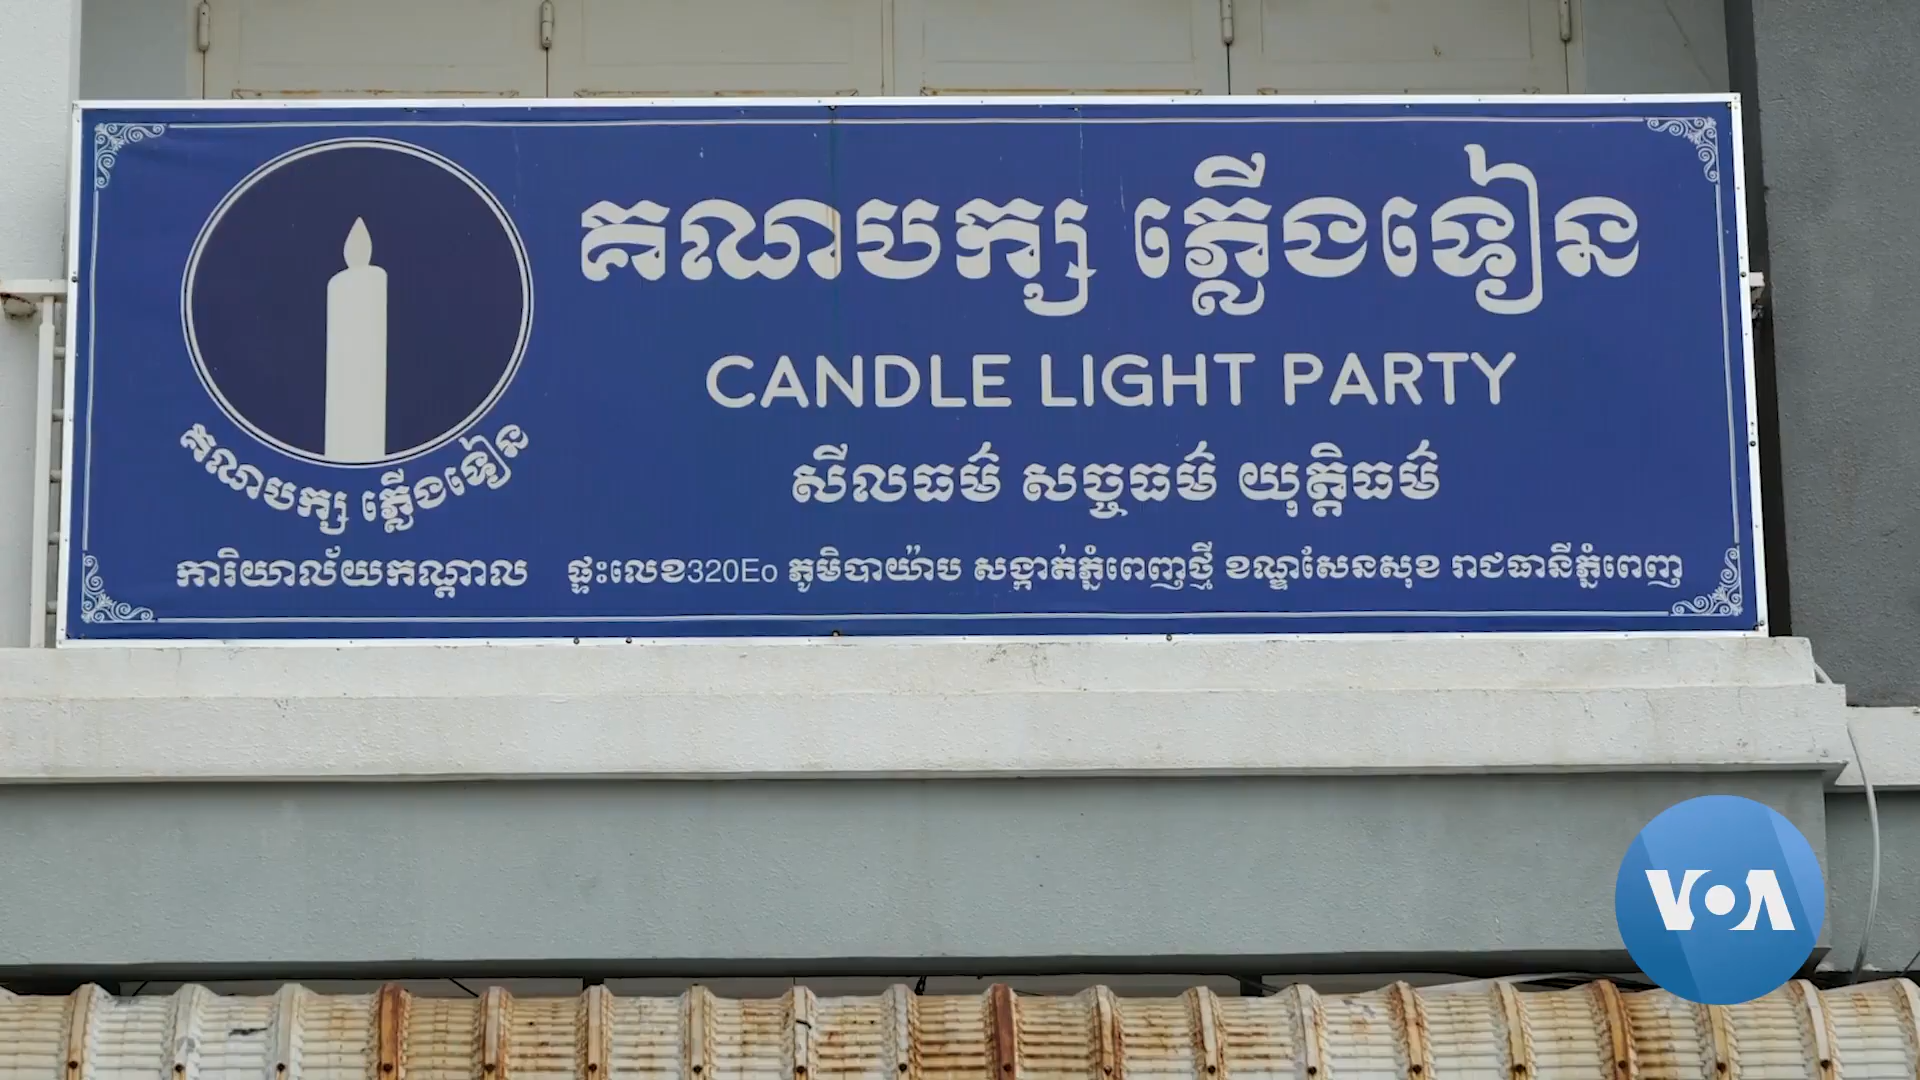 គណបក្ស ភ្លើងទៀន
CANDLE LIGHT PARTY
សីលធម៌ សច្ចធម៌ យុត្តិធម៌
គណបក្ស ភ្លើងទៀន
ការិយាល័យកណ្តាល ផ្ទះលេខ320Eo ភូមិបាយ៉ាប សង្កាត់ភ្នំពេញថ្មី ខណ្ឌសែនសុខ រាជធានីភ្នំពេញ
VOA